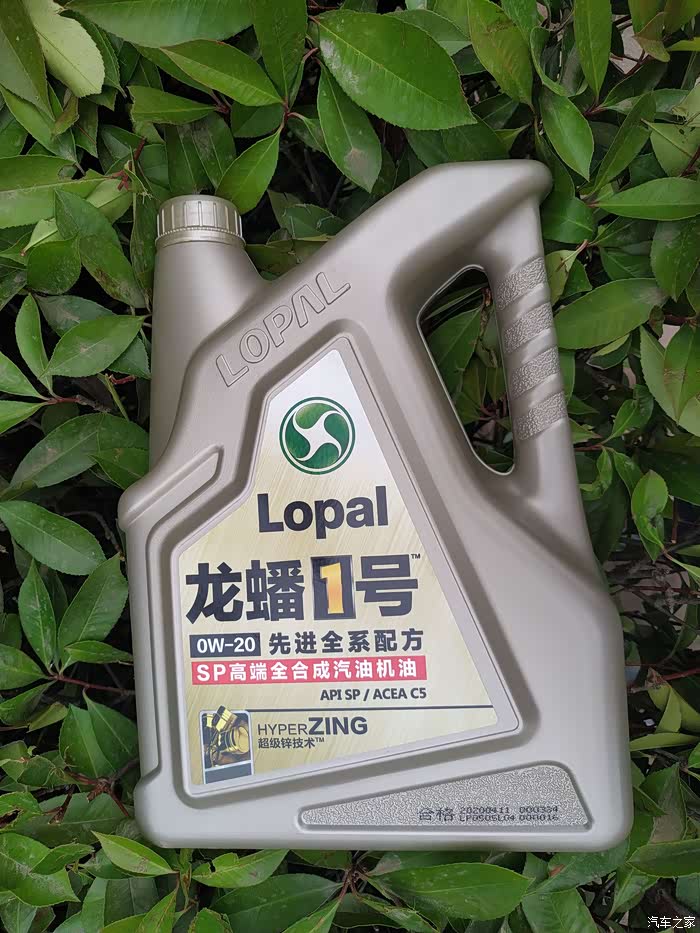 LOPAL
Lopal
龙蟠1号™
0W-20 先进全系配方
SP高端全合成汽油机油
API SP / ACEA C5
HYPERZING
超级锌技术™
合格 20200411 000334
LP0505L04 000016
汽车之家